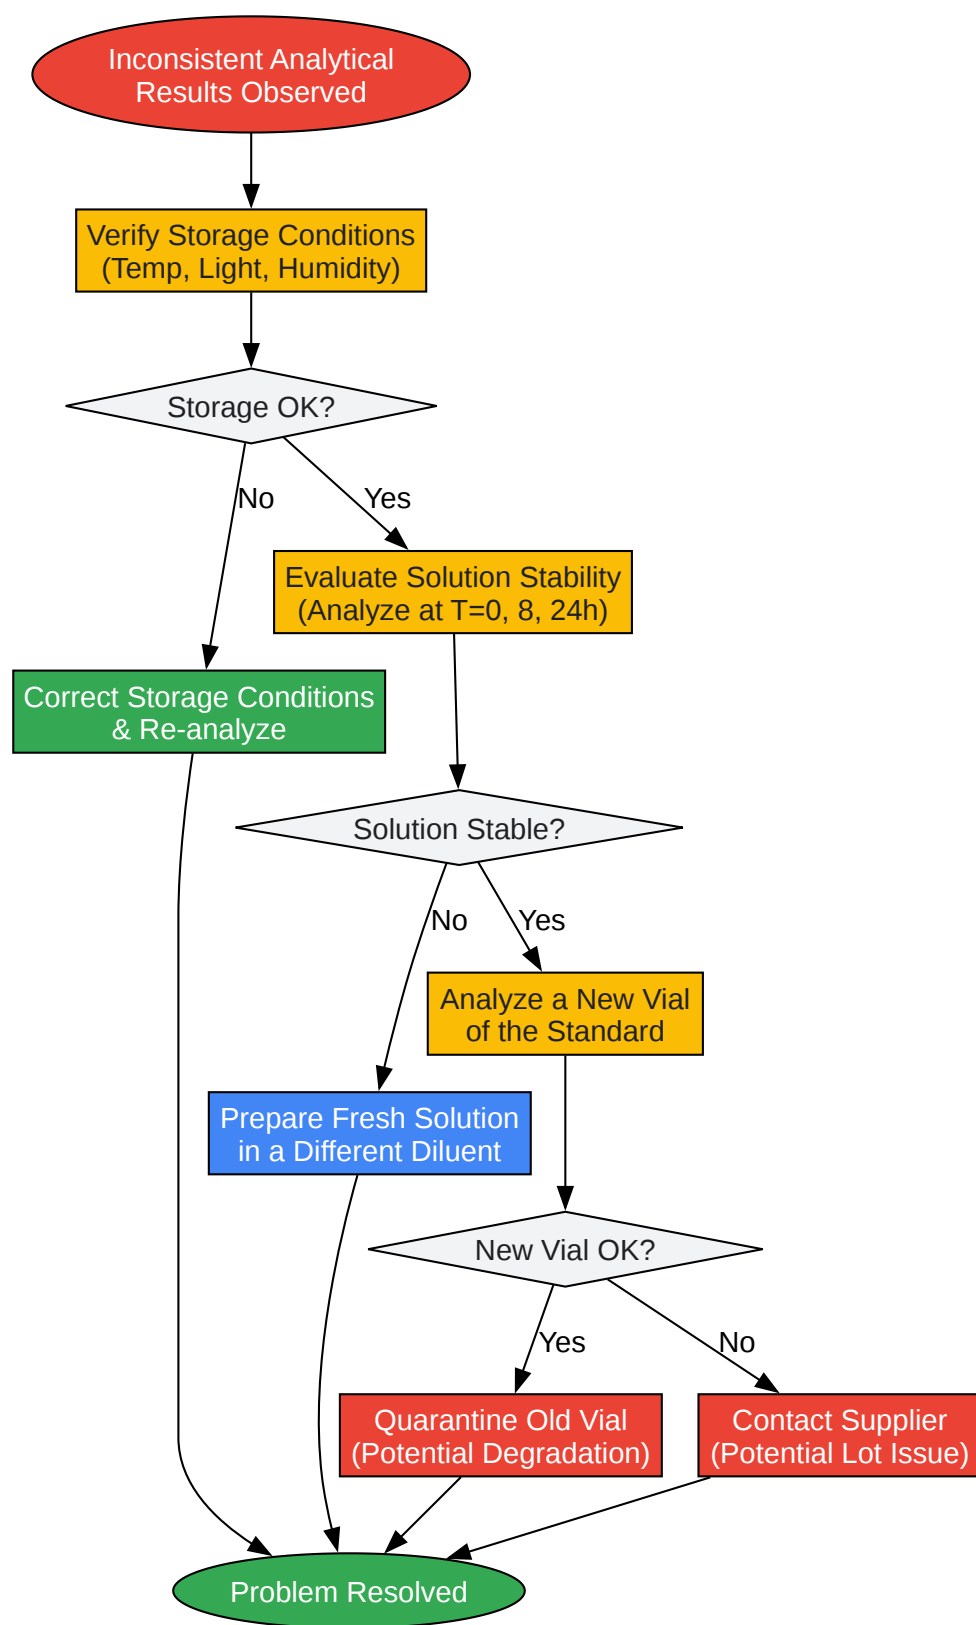 Inconsistent Analytical
Results Observed
Verify Storage Conditions
(Temp, Light, Humidity)
Storage OK?
No
Yes
Evaluate Solution Stability
(Analyze at T=0, 8, 24h)
Correct Storage Conditions
& Re-analyze
Solution Stable?
No
Yes
Analyze a New Vial
of the Standard
Prepare Fresh Solution
in a Different Diluent
New Vial OK?
Yes
No
Quarantine Old Vial
(Potential Degradation)
Contact Supplier
(Potential Lot Issue)
Problem Resolved